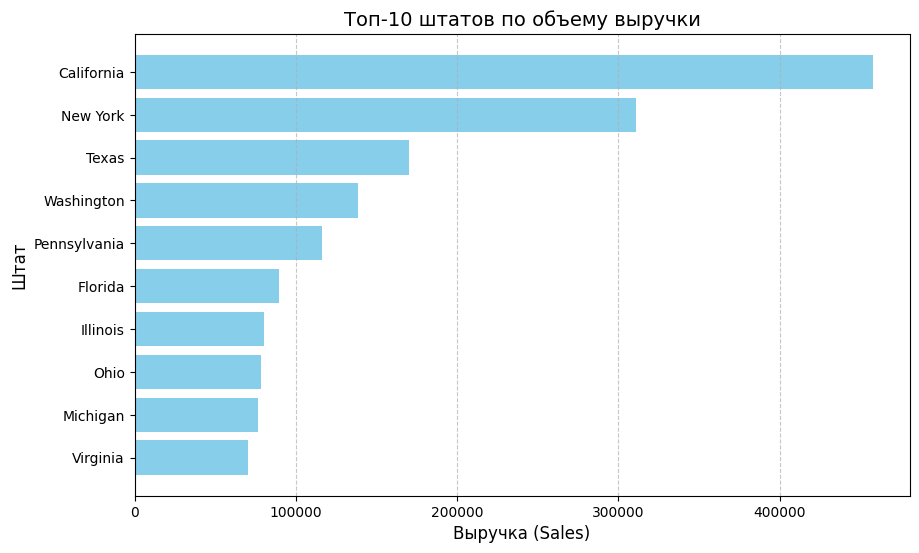 Топ-10 штатов по объему выручки
Штат
California
New York
Texas
Washington
Pennsylvania
Florida
Illinois
Ohio
Michigan
Virginia
0 100000 200000 300000 400000
Выручка (Sales)